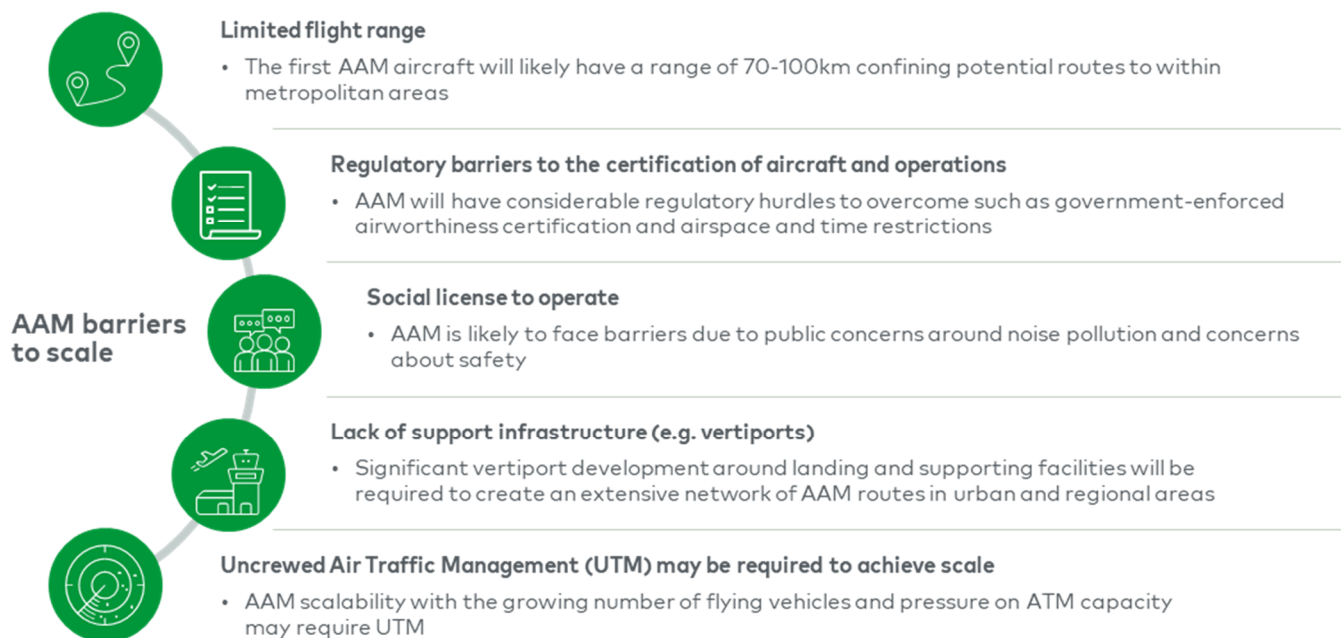 Limited flight range
• The first AAM aircraft will likely have a range of 70-100km confining potential routes to within
metropolitan areas
Regulatory barriers to the certification of aircraft and operations
• AAM will have considerable regulatory hurdles to overcome such as government-enforced
airworthiness certification and airspace and time restrictions
AAM barriers
to scale
Social license to operate
• AAM is likely to face barriers due to public concerns around noise pollution and concerns
about safety
Lack of support infrastructure (e.g. vertiports)
• Significant vertiport development around landing and supporting facilities will be
required to create an extensive network of AAM routes in urban and regional areas
Uncrewed Air Traffic Management (UTM) may be required to achieve scale
• AAM scalability with the growing number of flying vehicles and pressure on ATM capacity
may require UTM